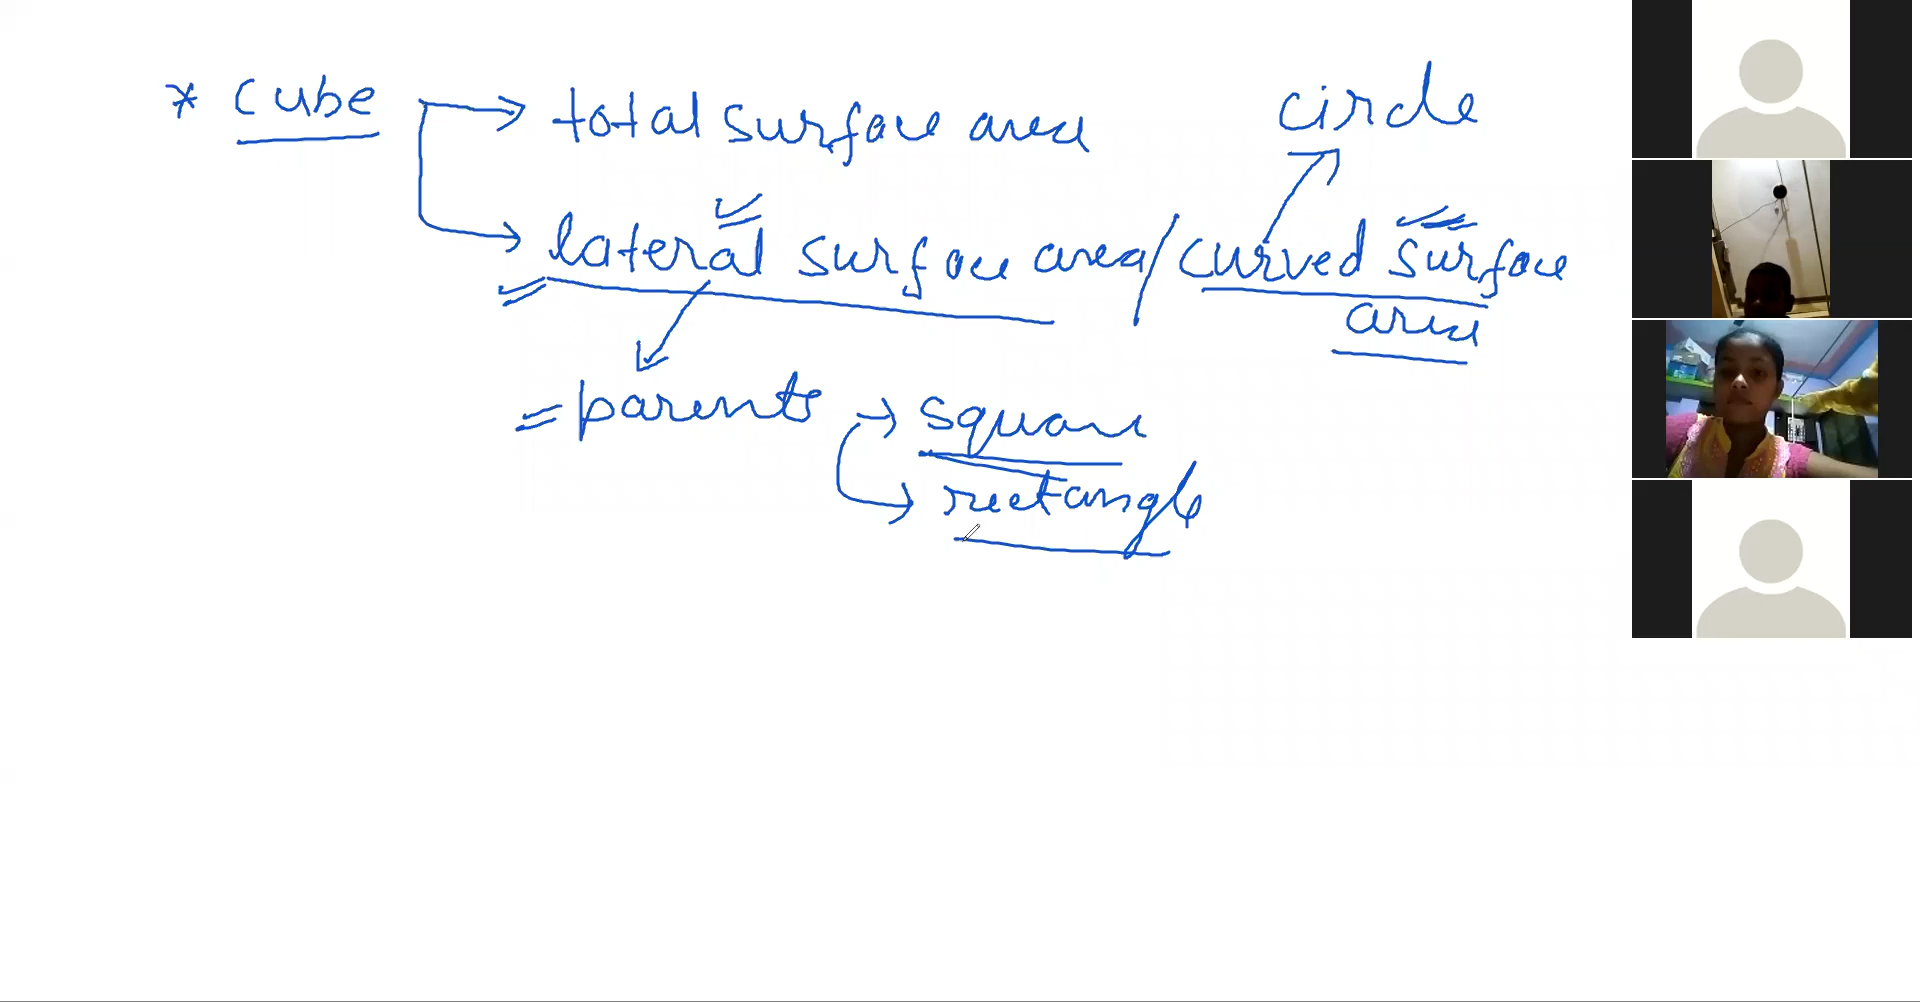 * cube → total surface area
circle
→ lateral surface area/curved surface
area
= parents → square
→ rectangle